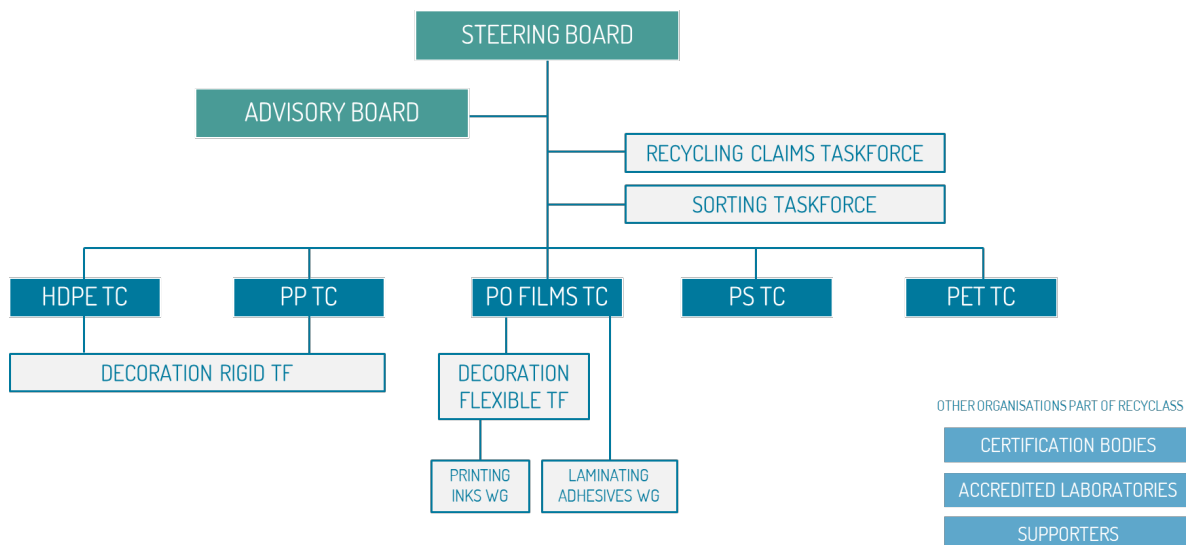 STEERING BOARD
ADVISORY BOARD
RECYCLING CLAIMS TASKFORCE
SORTING TASKFORCE
HDPE TC
PP TC
PO FILMS TC
PS TC
PET TC
DECORATION RIGID TF
DECORATION
FLEXIBLE TF
PRINTING
INKS WG
LAMINATING
ADHESIVES WG
OTHER ORGANISATIONS PART OF RECYCLASS
CERTIFICATION BODIES
ACCREDITED LABORATORIES
SUPPORTERS